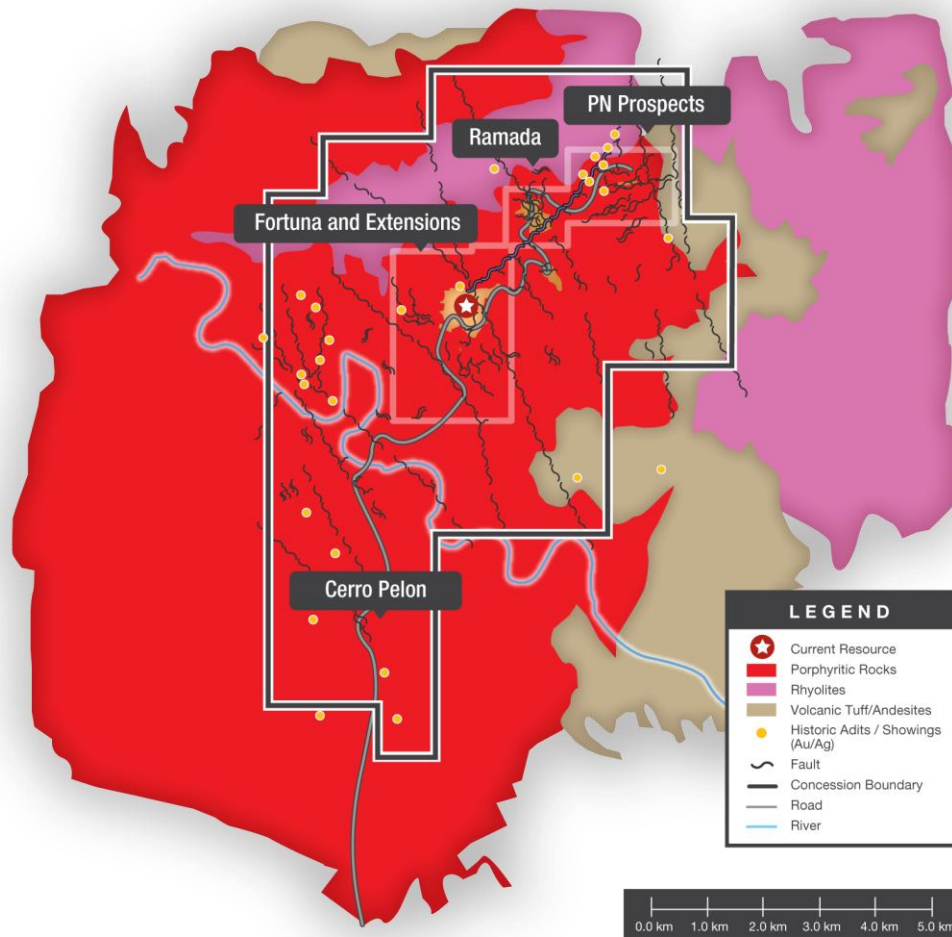 PN Prospects
Ramada
Fortuna and Extensions
Cerro Pelon
LEGEND
Current Resource
Porphyritic Rocks
Rhyolites
Volcanic Tuff/Andesites
Historic Adits / Showings
(Au/Ag)
Fault
Concession Boundary
Road
River
0.0 km 1.0 km 2.0 km 3.0 km 4.0 km 5.0 km